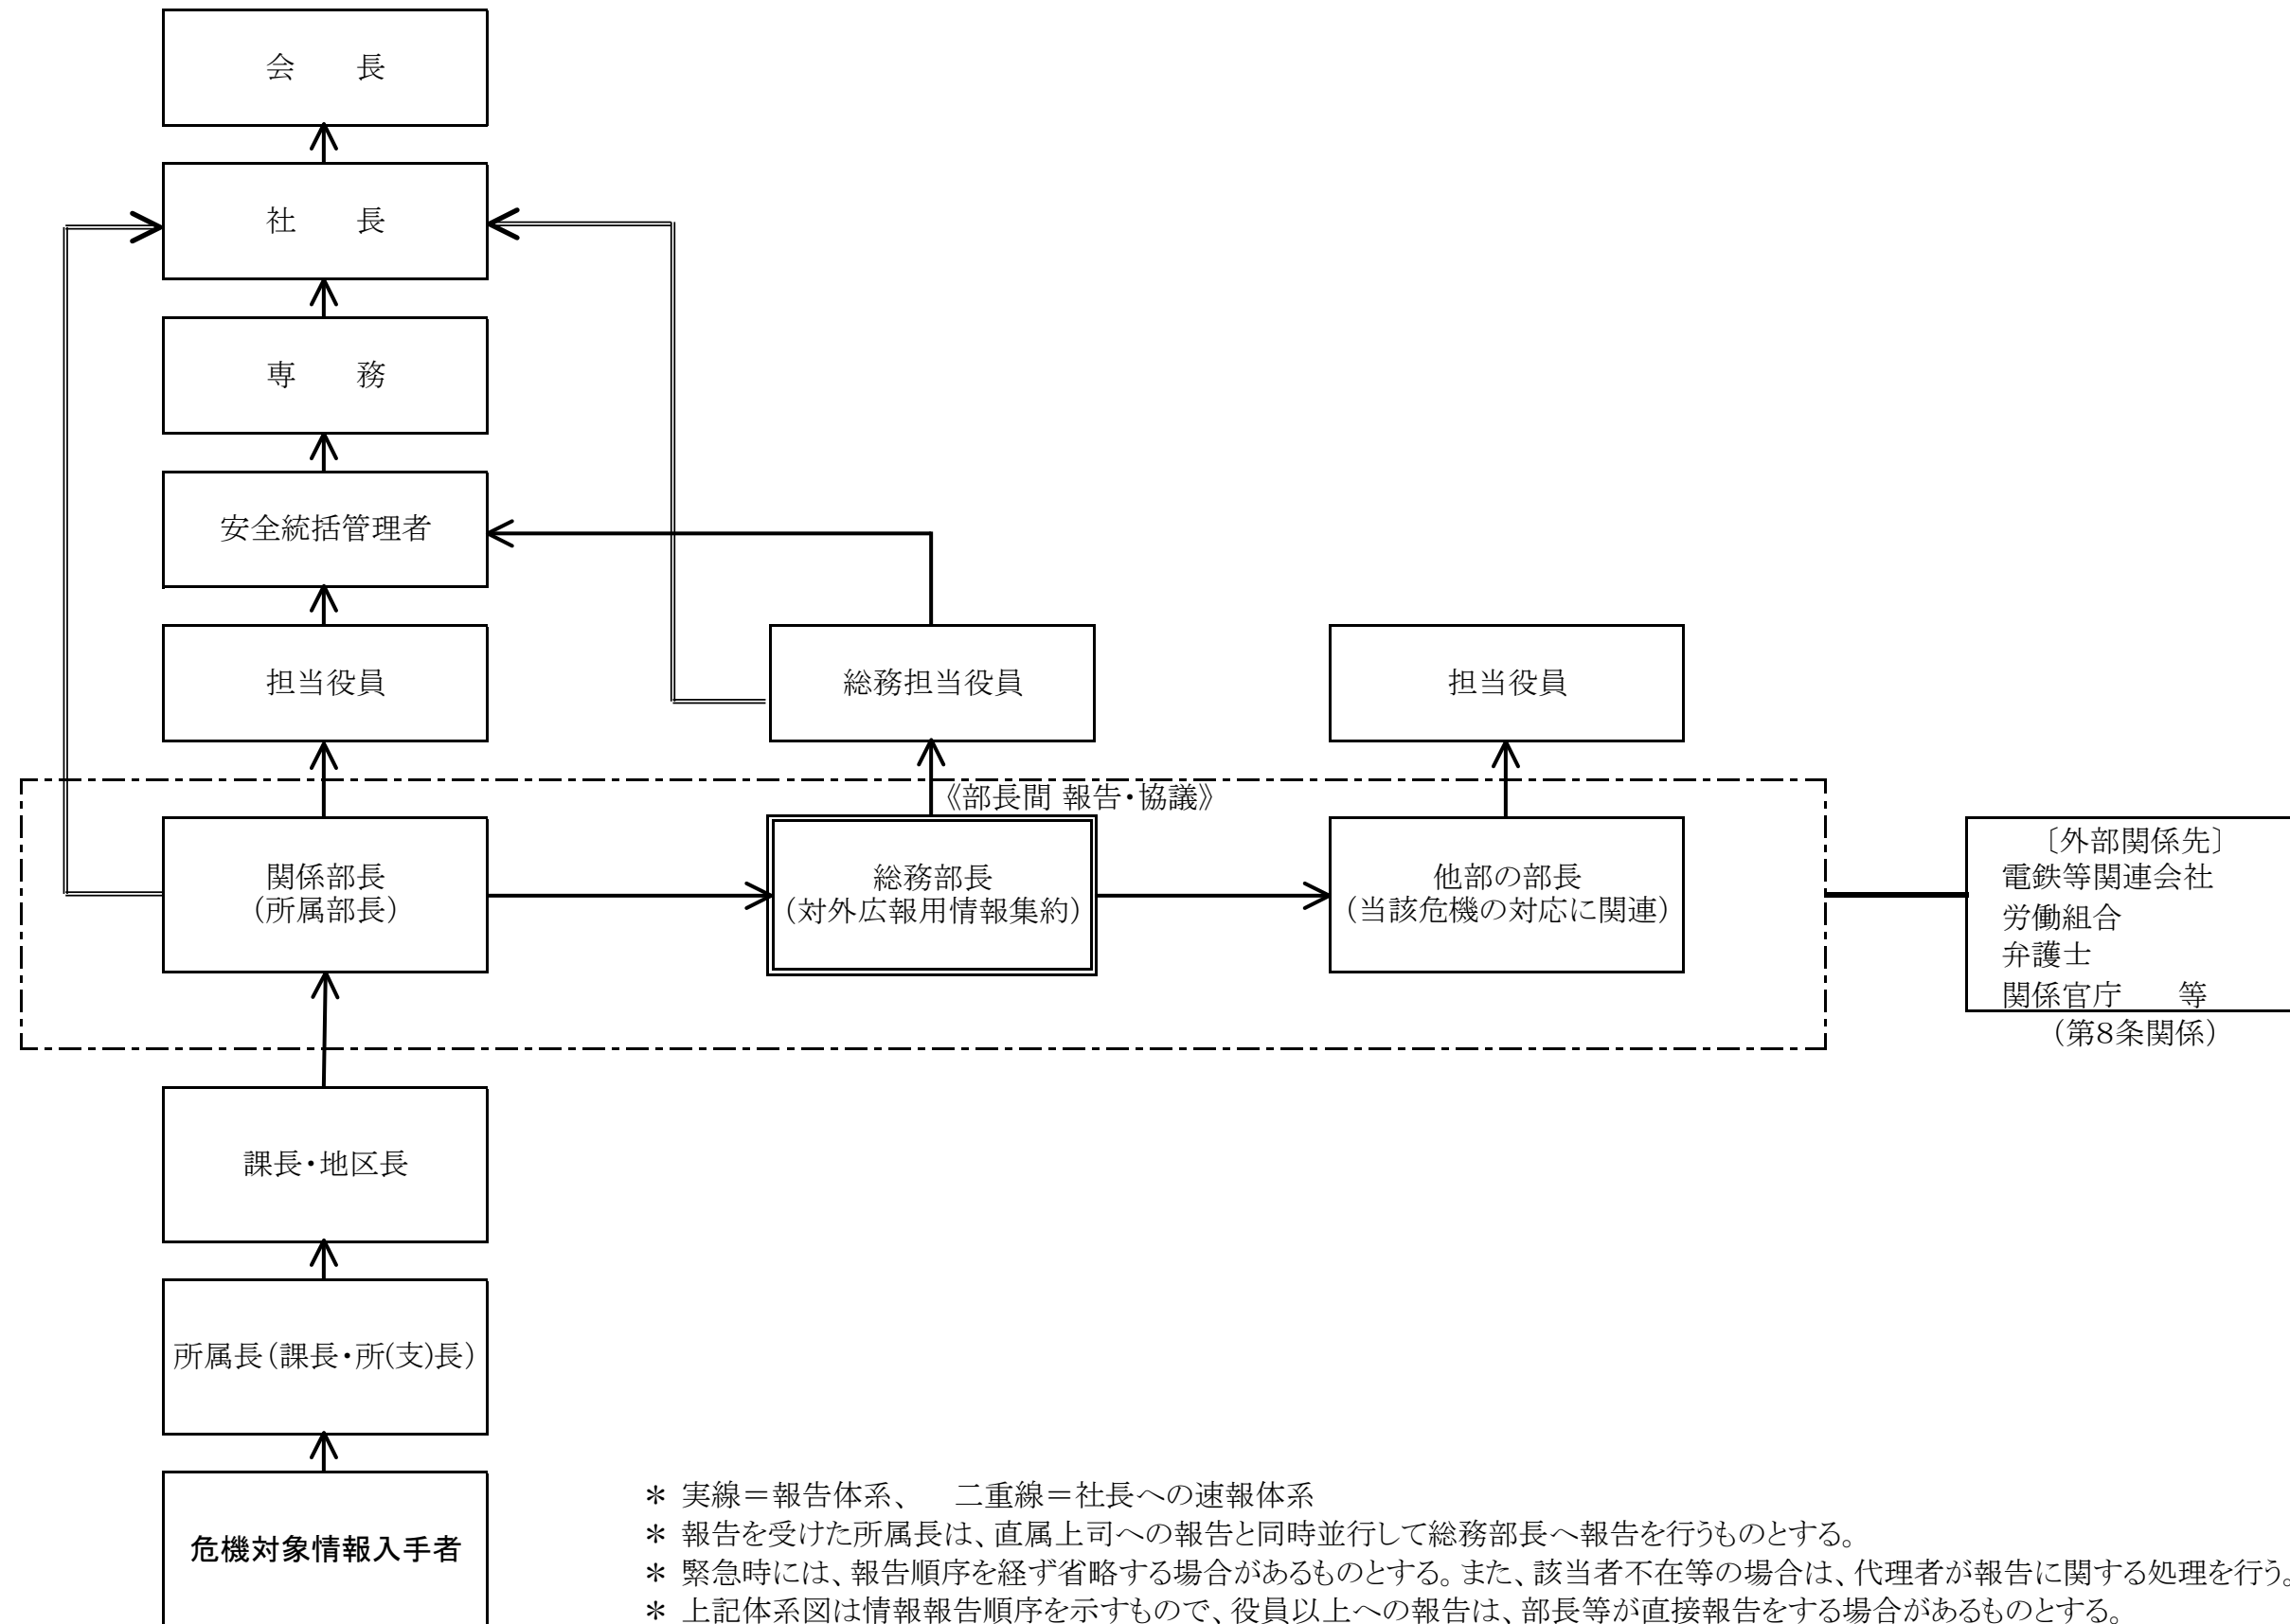 会　　長
社　　長
専　　務
安全統括管理者
担当役員
総務担当役員
担当役員
《部長間 報告・協議》
関係部長
（所属部長）
総務部長
（対外広報用情報集約）
他部の部長
（当該危機の対応に関連）
〔外部関係先〕
電鉄等関連会社
労働組合
弁護士
関係官庁　　等
（第８条関係）
課長・地区長
所属長（課長・所(支)長）
危機対象情報入手者
＊ 実線＝報告体系、　二重線＝社長への速報体系
＊ 報告を受けた所属長は、直属上司への報告と同時並行して総務部長へ報告を行うものとする。
＊ 緊急時には、報告順序を経ず省略する場合があるものとする。また、該当者不在等の場合は、代理者が報告に関する処理を行う。
＊ 上記体系図は情報報告順序を示すもので、役員以上への報告は、部長等が直接報告をする場合があるものとする。